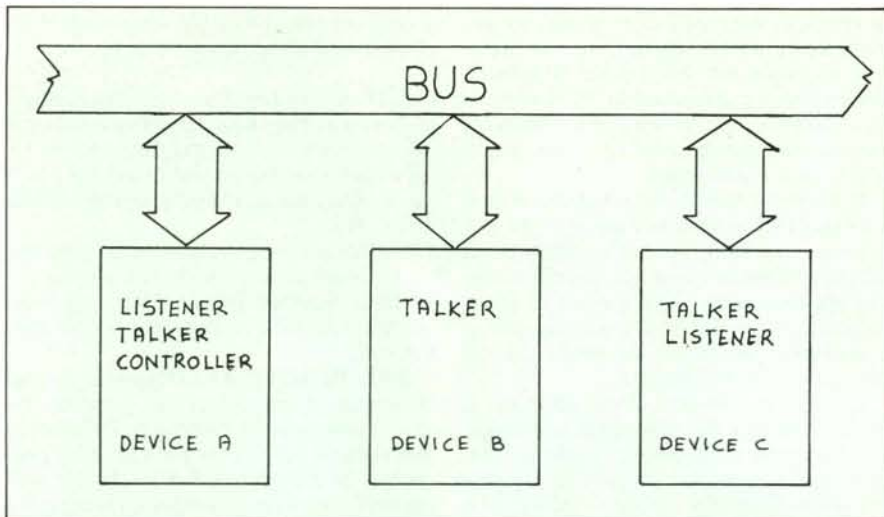 BUS
LISTENER
TALKER
CONTROLLER
DEVICE A
TALKER
DEVICE B
TALKER
LISTENER
DEVICE C